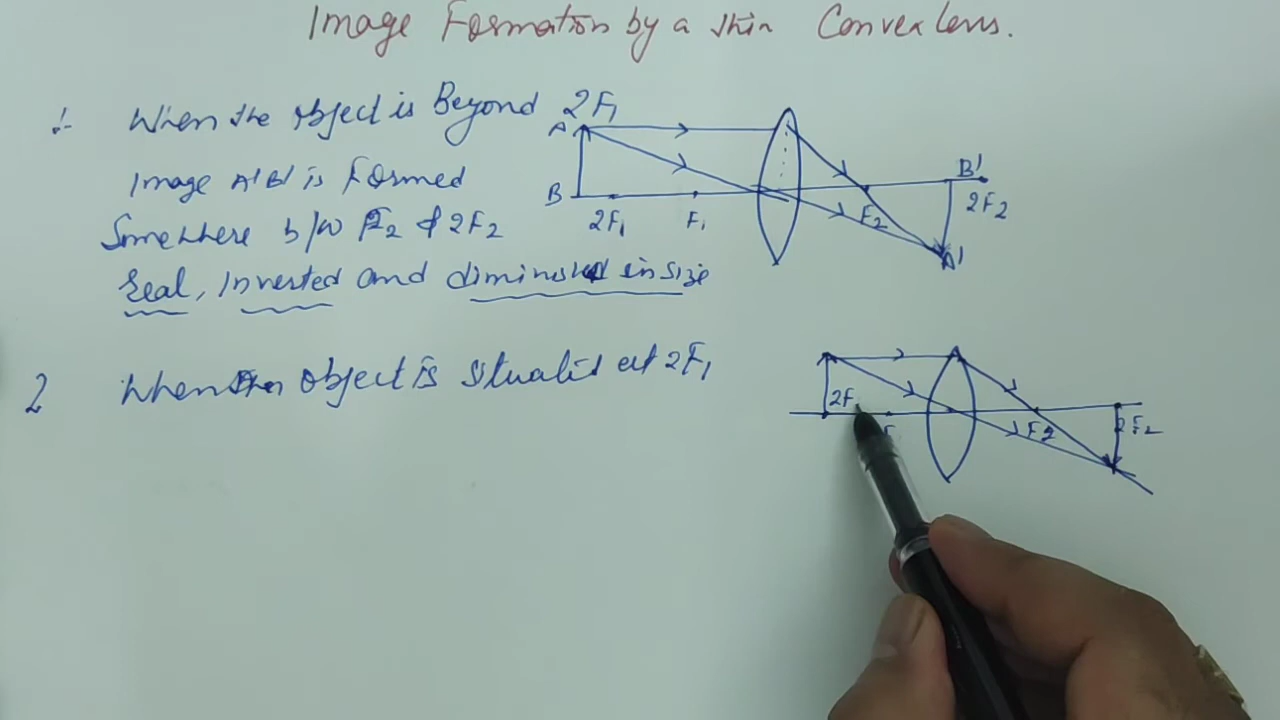 Image Formation by a thin Convex lens.
1- When the object is Beyond 2F₁
Image A'B' is Formed
Somewhere b/w F₂ & 2F₂
Real, Inverted and diminished in size
A
B
2F₁
F₁
F₂
B'
2F₂
A'
2 When object is situated at 2F₁
2F
F
F₂
2F₂